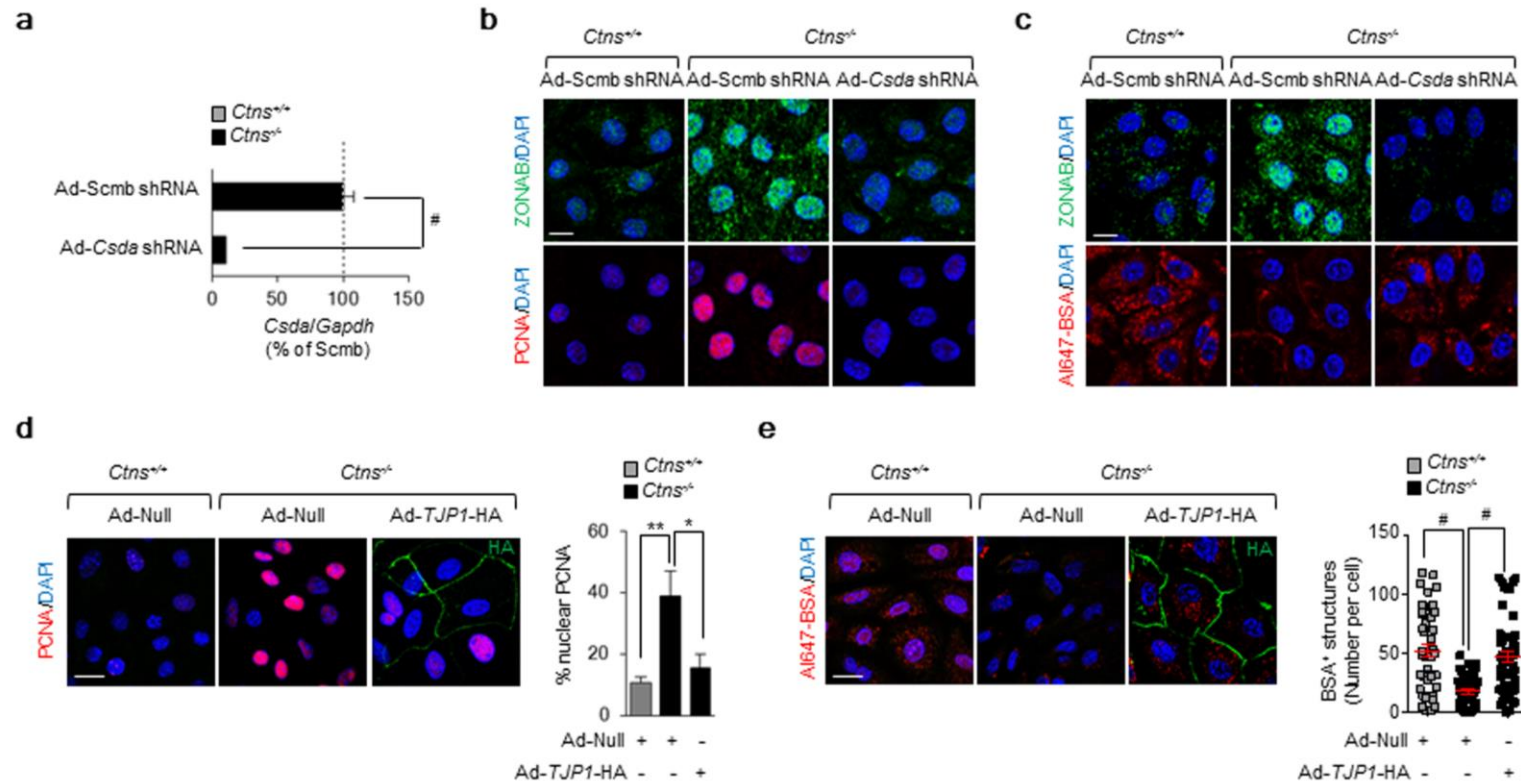 a
Ctns+/+
Ctns-/-
Ad-Scmb shRNA
Ad-Csda shRNA
#
0 50 100 150
Csda/Gapdh
(% of Scmb)
b
Ctns+/+ Ctns-/-
Ad-Scmb shRNA Ad-Scmb shRNA Ad-Csda shRNA
ZONAB/DAPI
PCNA/DAPI
c
Ctns+/+ Ctns-/-
Ad-Scmb shRNA Ad-Scmb shRNA Ad-Csda shRNA
ZONAB/DAPI
Al647-BSA/DAPI
d
Ctns+/+ Ctns-/-
Ad-Null Ad-Null Ad-TJP1-HA
PCNA/DAPI
HA
Ctns+/+
Ctns-/-
% nuclear PCNA
60
40
20
0
** *
Ad-Null + + -
Ad-TJP1-HA - - +
e
Ctns+/+ Ctns-/-
Ad-Null Ad-Null Ad-TJP1-HA
Al647-BSA/DAPI
HA
Ctns+/+
Ctns-/-
BSA+ structures
(Number per cell)
150
100
50
0
# #
Ad-Null + + -
Ad-TJP1-HA - - +